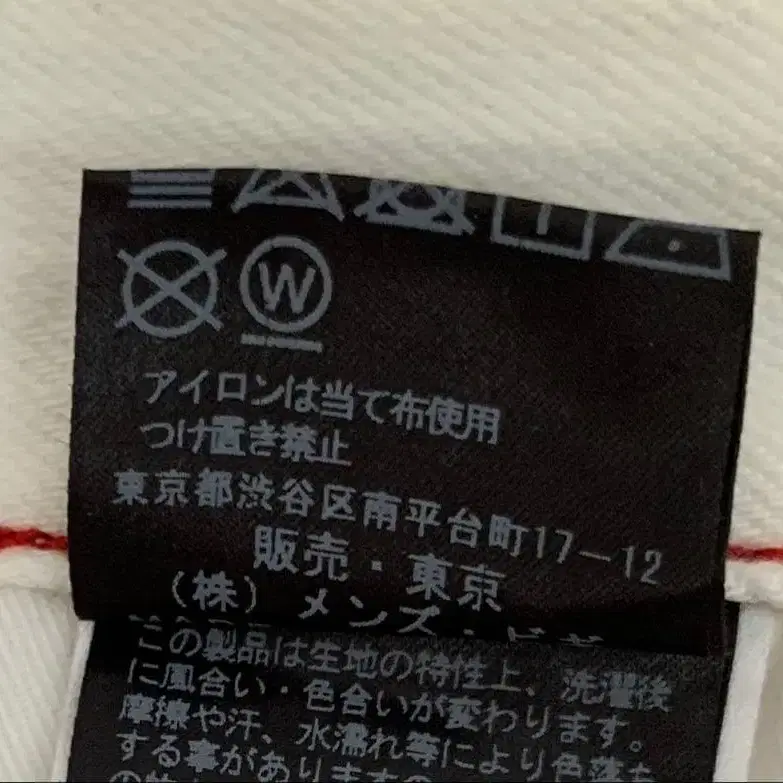 W
アイロンは当て布使用
つけ置き禁止
東京都渋谷区南平台町17-12
販売・東京
(株) メンズ・ビギ
この製品は生地の特性上、洗濯後
に風合い・色合いが変わります。
摩擦や汗、水濡れ等により色落ち
する事がありますの